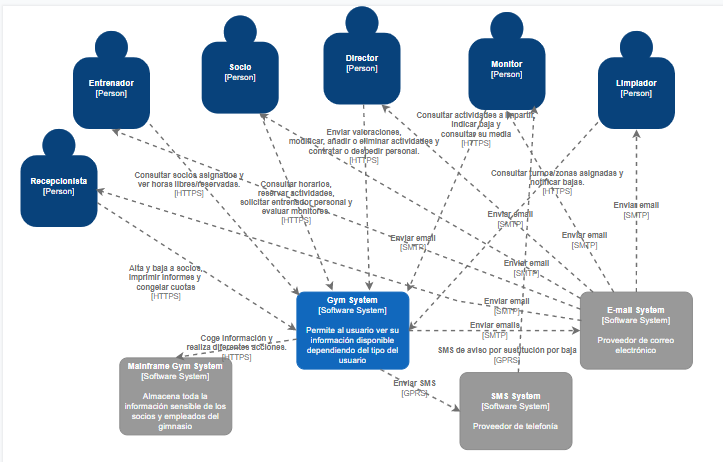 Entrenador
[Person]
Socio
[Person]
Director
[Person]
Monitor
[Person]
Limpiador
[Person]
Recepcionista
[Person]
Consultar socios asignados y
ver horas libres/reservadas.
[HTTPS]
Consultar horarios,
reservar actividades,
solicitar entrenador personal y
evaluar monitores.
[HTTPS]
Enviar valoraciones,
modificar, añadir o eliminar actividades y
contratar o despedir personal.
[HTTPS]
Consultar actividades a impartir,
indicar baja y
consultas su media
[HTTPS]
Consultar turnos/zonas asignadas y
notificar bajas.
[HTTPS]
Alta y baja a socios,
imprimir informes y
congelar cuotas
[HTTPS]
Enviar email
[SMTP]
Enviar email
[SMTP]
Enviar email
[SMTP]
Enviar email
[SMTP]
Enviar email
[SMTP]
Enviar email
[SMTP]
Enviar emails
[SMTP]
Gym System
[Software System]
Permite al usuario ver su
información disponible
dependiendo del tipo del
usuario
E-mail System
[Software System]
Proveedor de correo
electrónico
Coge información y
realiza diferentes acciones.
[HTTPS]
Mainframe Gym System
[Software System]
Almacena toda la
información sensible de los
socios y empleados del
gimnasio
SMS de aviso por sustitución por baja
[GPRS]
Enviar SMS
[GPRS]
SMS System
[Software System]
Proveedor de telefonía